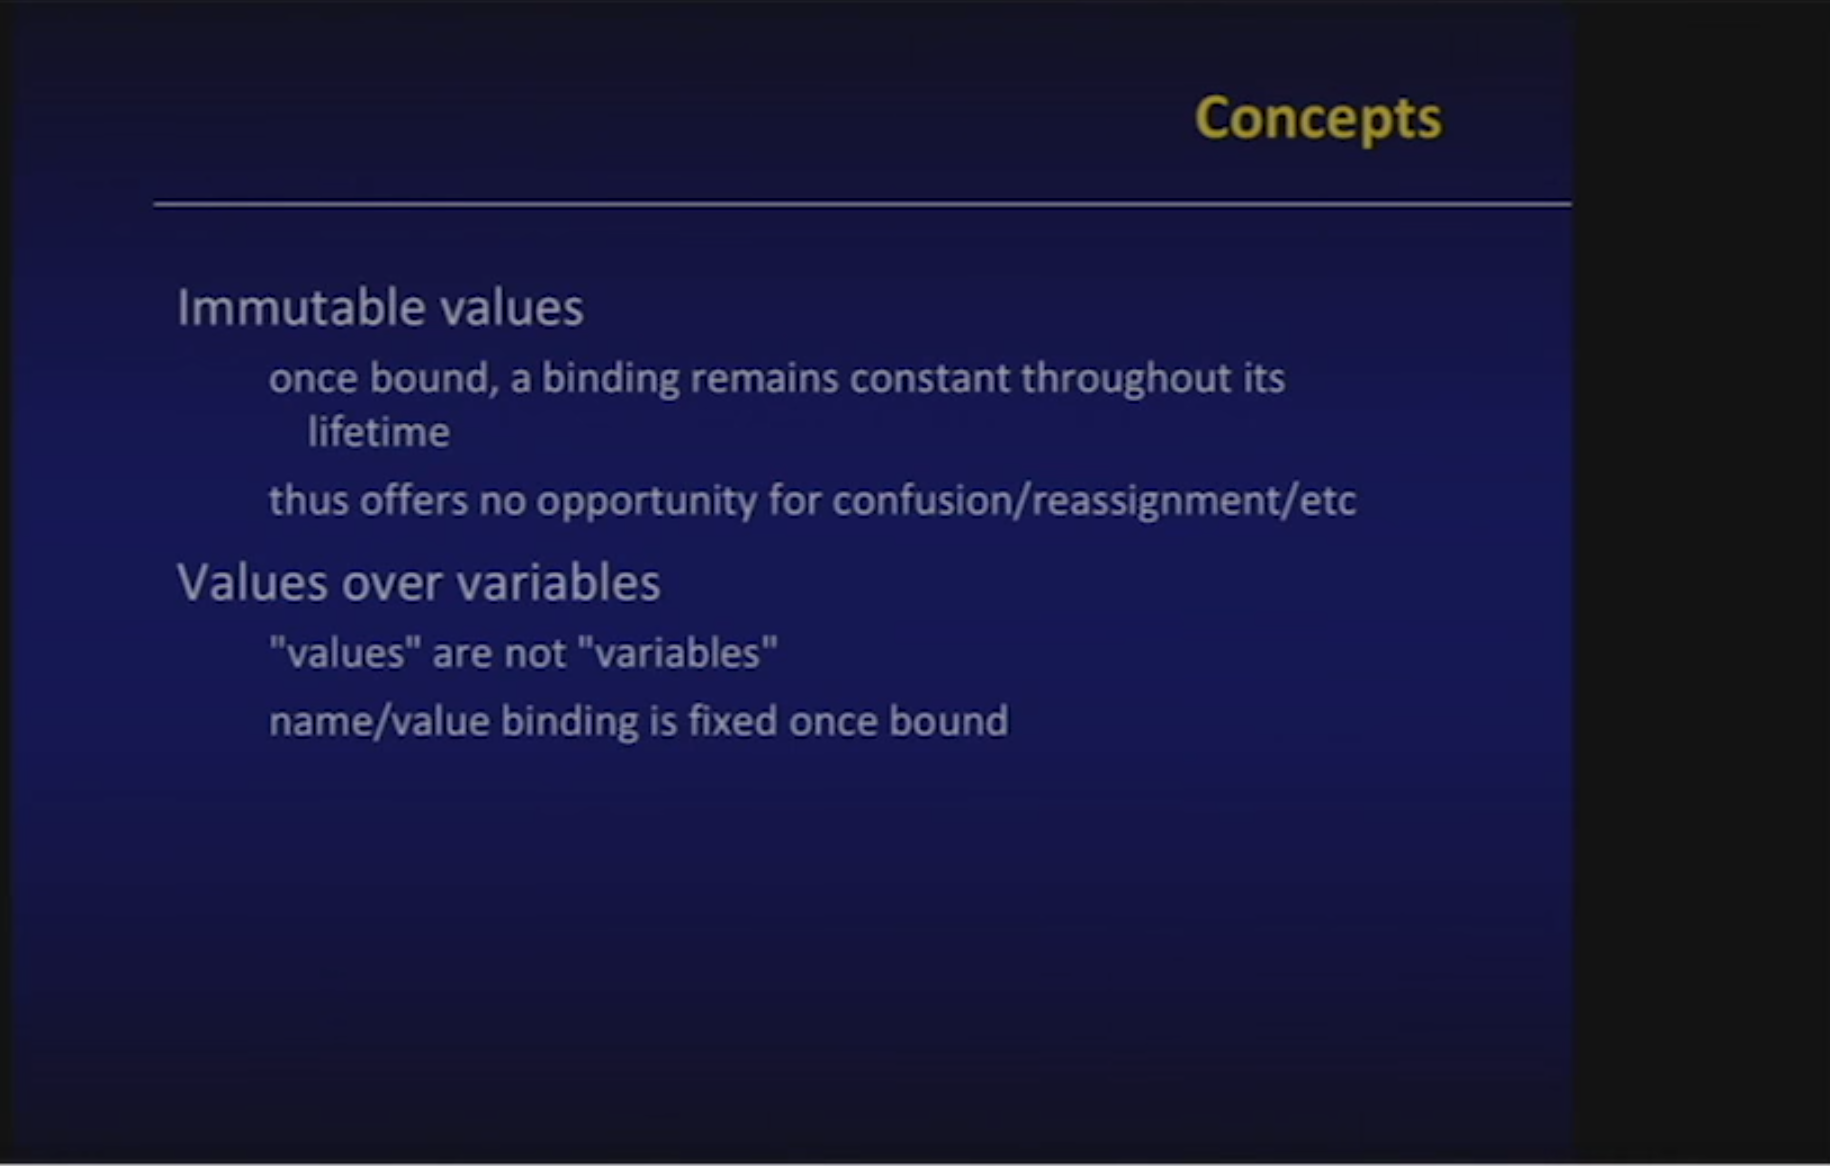 Concepts
Immutable values
once bound, a binding remains constant throughout its
lifetime
thus offers no opportunity for confusion/reassignment/etc
Values over variables
"values" are not "variables"
name/value binding is fixed once bound